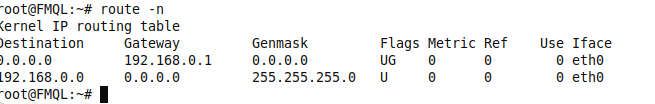 root@FMQL:~# route -n
Kernel IP routing table
Destination Gateway Genmask Flags Metric Ref Use Iface
0.0.0.0 192.168.0.1 0.0.0.0 UG 0 0 0 eth0
192.168.0.0 0.0.0.0 255.255.255.0 U 0 0 0 eth0
root@FMQL:~#